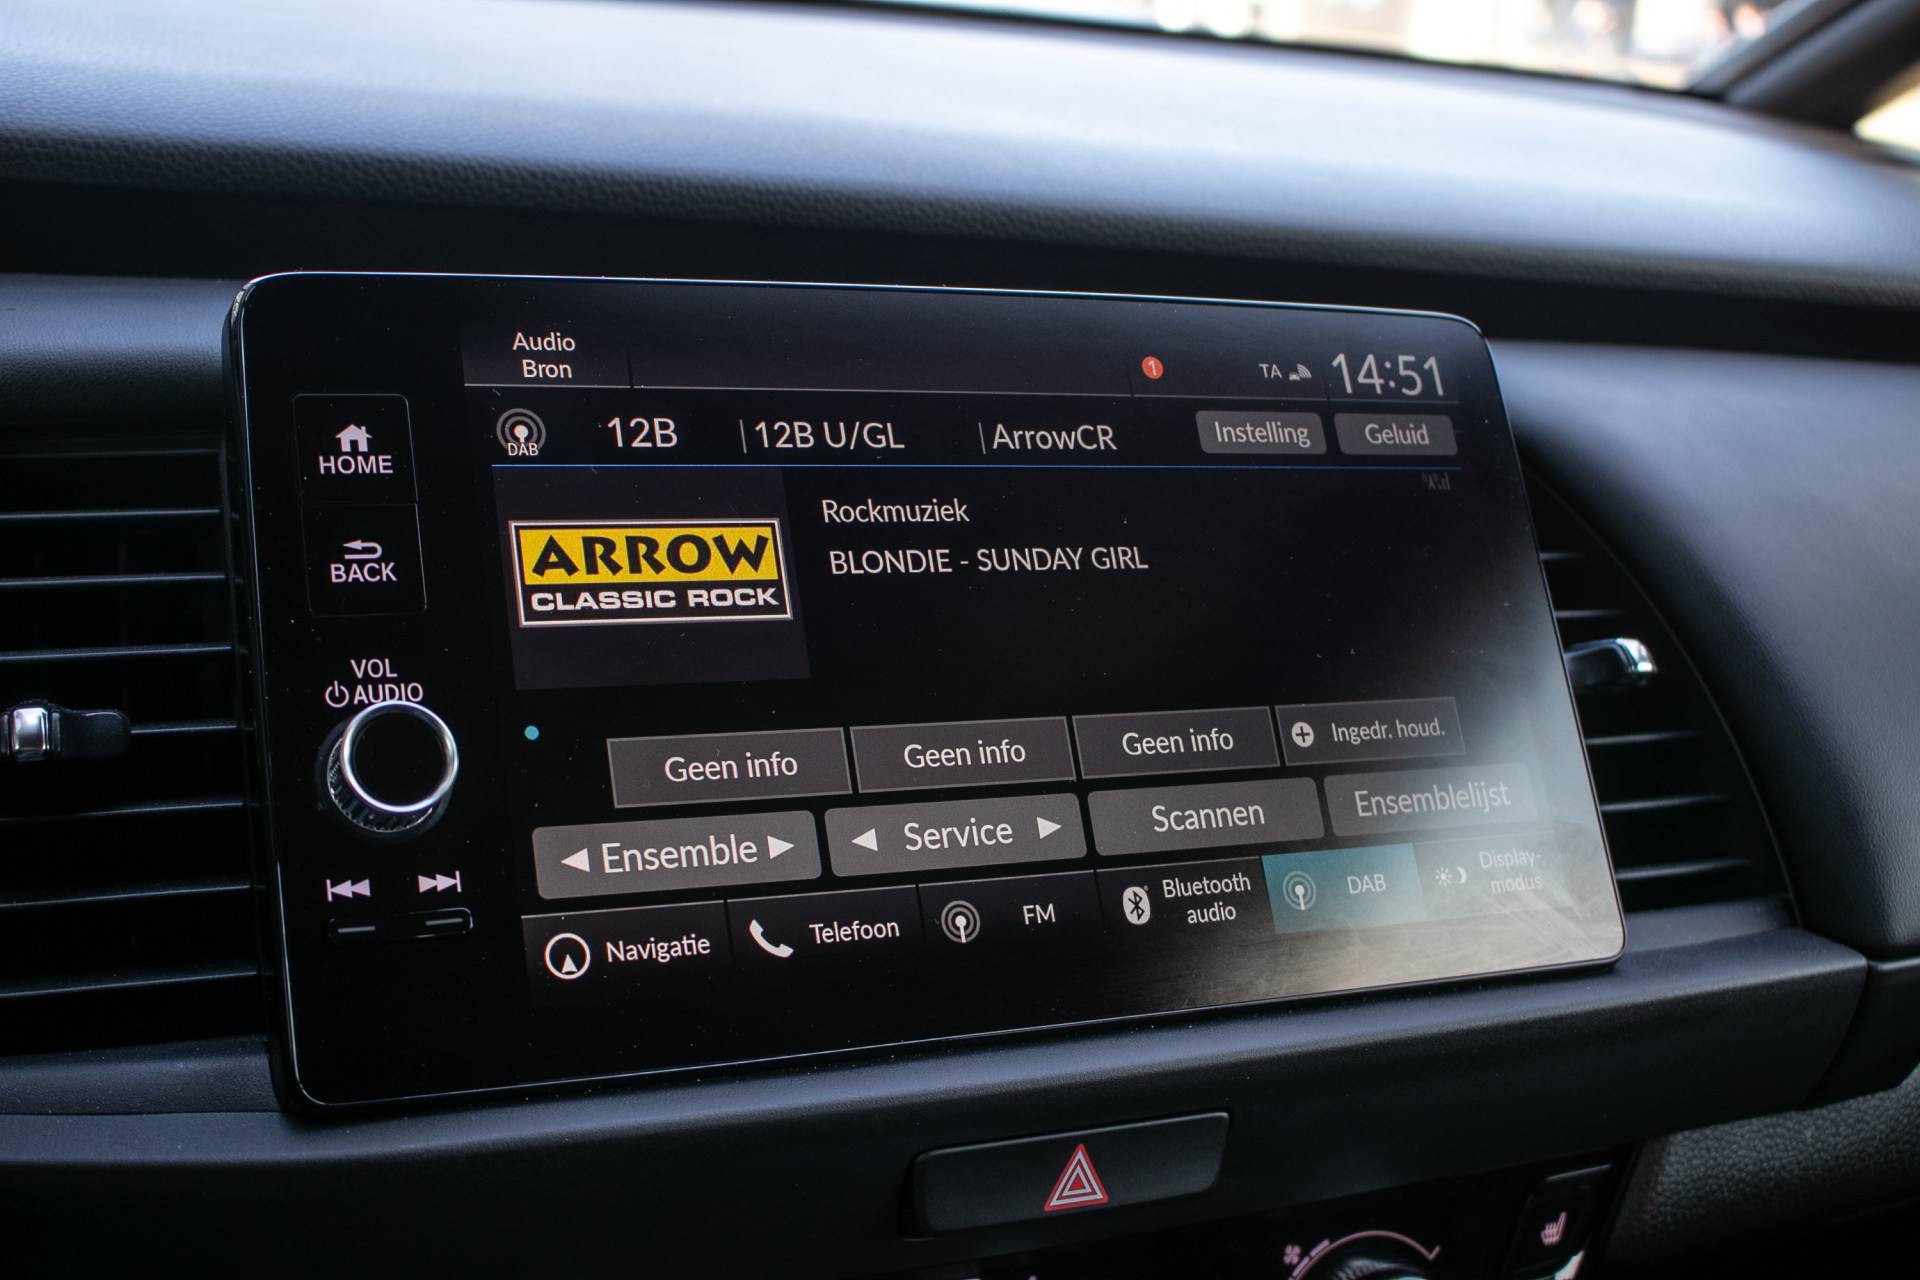 Audio
Bron
1
TA
14:51
DAB
12B
12B U/GL
ArrowCR
Instelling
Geluid
HOME
BACK
VOL
AUDIO
ARROW
CLASSIC ROCK
Rockmuziek
BLONDIE - SUNDAY GIRL
Geen info
Geen info
Geen info
Ingedr. houd.
Ensemble
Service
Scannen
Ensemblelijst
Navigatie
Telefoon
FM
Bluetooth
audio
DAB
Display-
modus